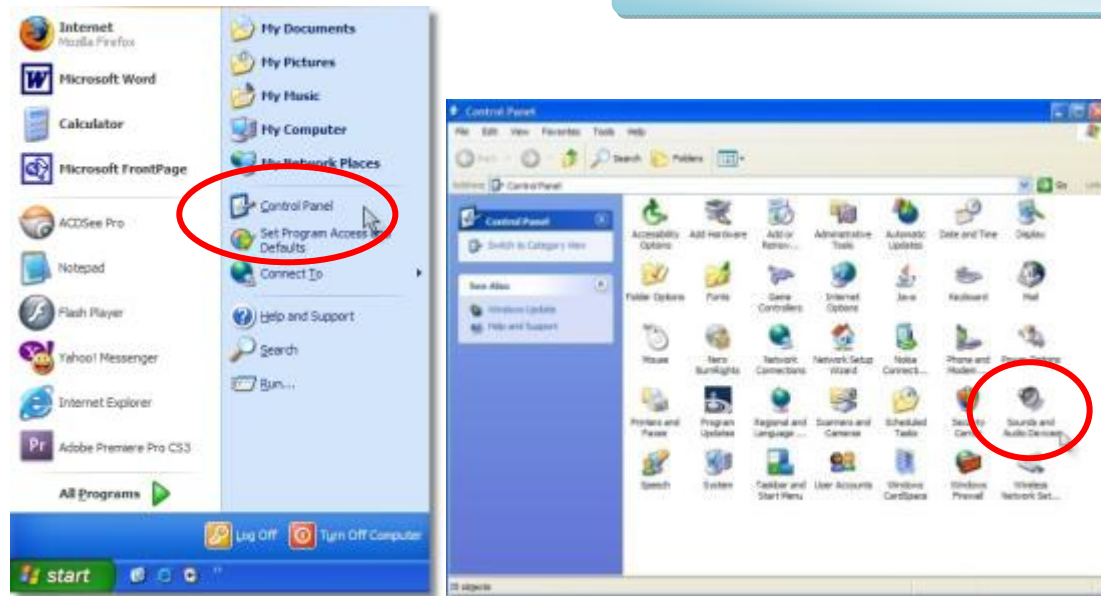 Internet
Mozilla Firefox
Microsoft Word
Calculator
Microsoft FrontPage
ACDSee Pro
Notepad
Flash Player
Yahoo! Messenger
Internet Explorer
Pr
Adobe Premiere Pro CS3
All Programs
My Documents
My Pictures
My Music
My Computer
My Network Places
Control Panel
Set Program Access and
Defaults
Connect To
Help and Support
Search
Run...
Log Off
Turn Off Computer
start
Control Panel
File Edit View Favorites Tools Help
Search Folders
Address Control Panel Go
Control Panel
Switch to Category View
See Also
Windows Update
Help and Support
Accessibility Options
Add Hardware
Add or Remov...
Administrative Tools
Automatic Updates
Date and Time
Display
Folder Options
Fonts
Game Controllers
Internet Options
Java
Keyboard
Mail
Mouse
Nero BurnRights
Network Connections
Network Setup Wizard
Nokia Connecti...
Phone and Modem ...
Power Options
Printers and Faxes
Program Updates
Regional and Language ...
Scanners and Cameras
Scheduled Tasks
Security Center
Sounds and Audio Devices
Speech
System
Taskbar and Start Menu
User Accounts
Windows CardSpace
Windows Firewall
Wireless Network Set...
objects